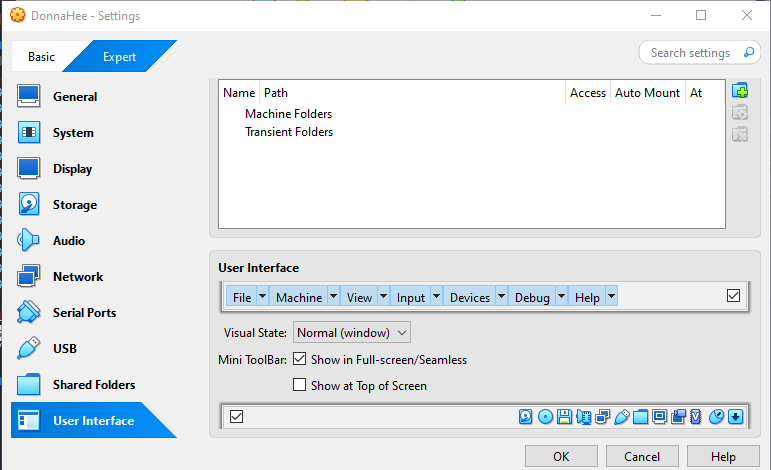 DonnaHee - Settings
Basic
Expert
Search settings
General
System
Display
Storage
Audio
Network
Serial Ports
USB
Shared Folders
User Interface
Name Path Access Auto Mount At
Machine Folders
Transient Folders
User Interface
File Machine View Input Devices Debug Help
Visual State: Normal (window)
Mini ToolBar: Show in Full-screen/Seamless
Show at Top of Screen
OK Cancel Help